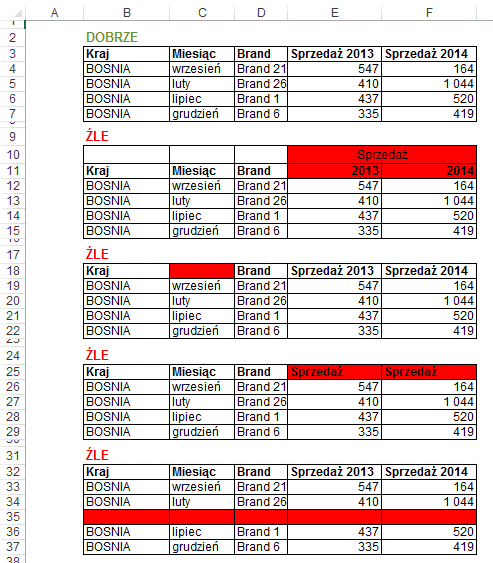 A B C D E F
1
2 DOBRZE
3 Kraj Miesiąc Brand Sprzedaż 2013 Sprzedaż 2014
4 BOSNIA wrzesień Brand 21 547 164
5 BOSNIA luty Brand 26 410 1 044
6 BOSNIA lipiec Brand 1 437 520
7 BOSNIA grudzień Brand 6 335 419
8
9 ŹLE
10 Sprzedaż
11 Kraj Miesiąc Brand 2013 2014
12 BOSNIA wrzesień Brand 21 547 164
13 BOSNIA luty Brand 26 410 1 044
14 BOSNIA lipiec Brand 1 437 520
15 BOSNIA grudzień Brand 6 335 419
16
17 ŹLE
18 Kraj Brand Sprzedaż 2013 Sprzedaż 2014
19 BOSNIA wrzesień Brand 21 547 164
20 BOSNIA luty Brand 26 410 1 044
21 BOSNIA lipiec Brand 1 437 520
22 BOSNIA grudzień Brand 6 335 419
23
24 ŹLE
25 Kraj Miesiąc Brand Sprzedaż Sprzedaż
26 BOSNIA wrzesień Brand 21 547 164
27 BOSNIA luty Brand 26 410 1 044
28 BOSNIA lipiec Brand 1 437 520
29 BOSNIA grudzień Brand 6 335 419
30
31 ŹLE
32 Kraj Miesiąc Brand Sprzedaż 2013 Sprzedaż 2014
33 BOSNIA wrzesień Brand 21 547 164
34 BOSNIA luty Brand 26 410 1 044
35
36 BOSNIA lipiec Brand 1 437 520
37 BOSNIA grudzień Brand 6 335 419
38